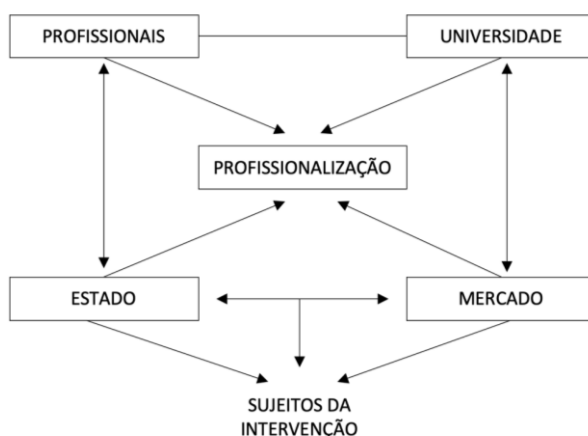 PROFISSIONAIS
UNIVERSIDADE
PROFISSIONALIZAÇÃO
ESTADO
MERCADO
SUJEITOS DA
INTERVENÇÃO